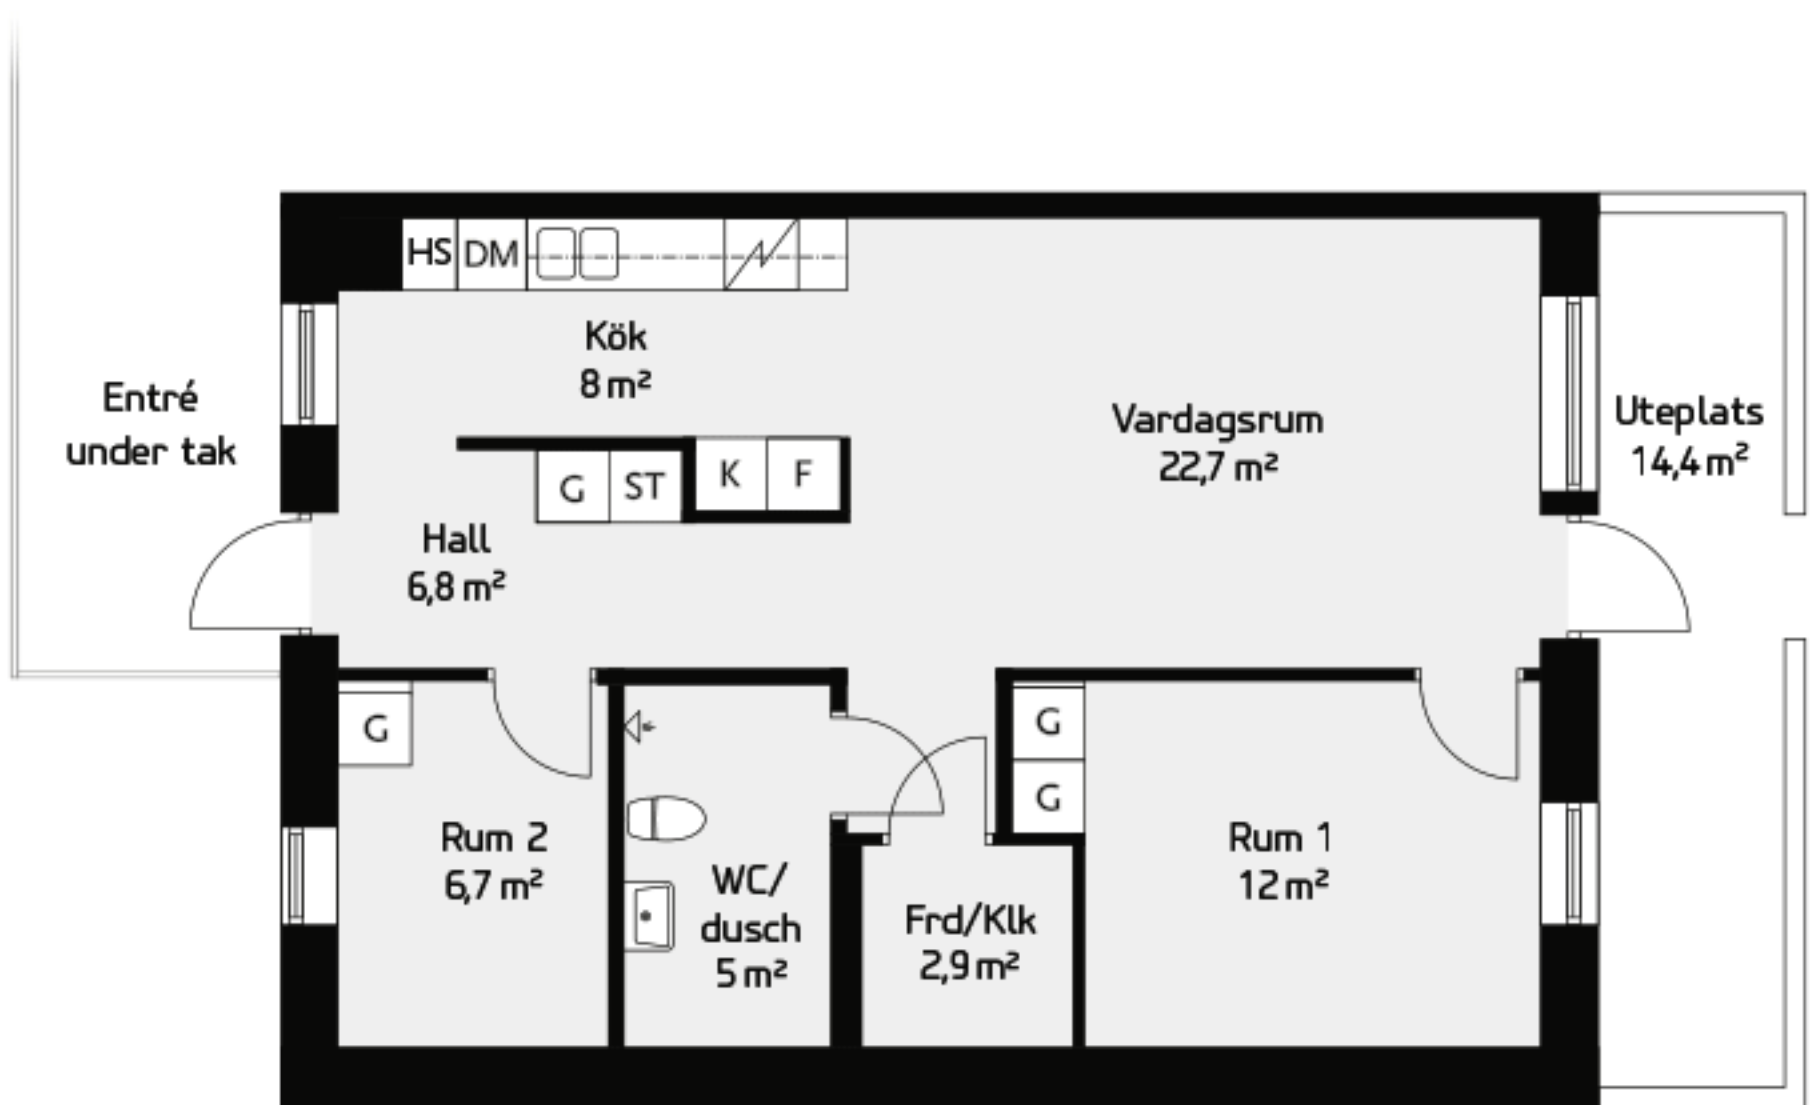 HS
DM
Kök
8 m²
Entré
under tak
Vardagsrum
22,7 m²
Uteplats
14,4 m²
G
ST
K
F
Hall
6,8 m²
G
G
G
Rum 2
6,7 m²
WC/
dusch
5 m²
Frd/Klk
2,9 m²
Rum 1
12 m²